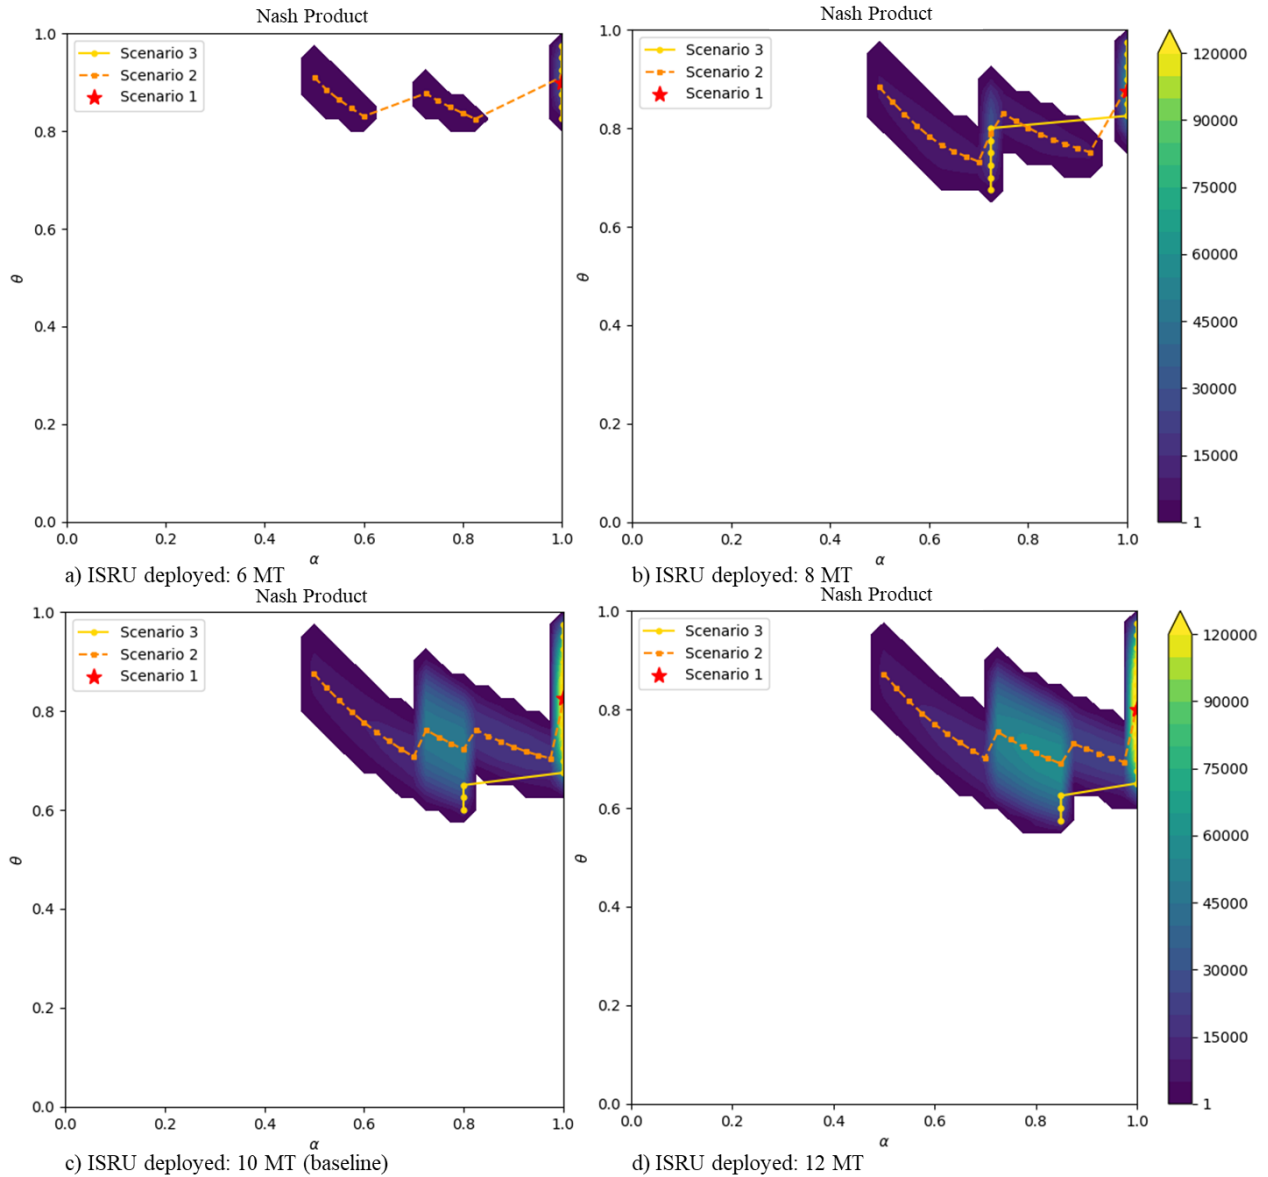 Nash Product
1.0
0.8
0.6
0.4
0.2
0.0
θ
Scenario 3
Scenario 2
Scenario 1
0.0 0.2 0.4 0.6 0.8 1.0
α
a) ISRU deployed: 6 MT
Nash Product
1.0
0.8
0.6
0.4
0.2
0.0
θ
Scenario 3
Scenario 2
Scenario 1
0.0 0.2 0.4 0.6 0.8 1.0
α
b) ISRU deployed: 8 MT
120000
90000
75000
60000
45000
30000
15000
1
Nash Product
1.0
0.8
0.6
0.4
0.2
0.0
θ
Scenario 3
Scenario 2
Scenario 1
0.0 0.2 0.4 0.6 0.8 1.0
α
c) ISRU deployed: 10 MT (baseline)
Nash Product
1.0
0.8
0.6
0.4
0.2
0.0
θ
Scenario 3
Scenario 2
Scenario 1
0.0 0.2 0.4 0.6 0.8 1.0
α
d) ISRU deployed: 12 MT
120000
90000
75000
60000
45000
30000
15000
1